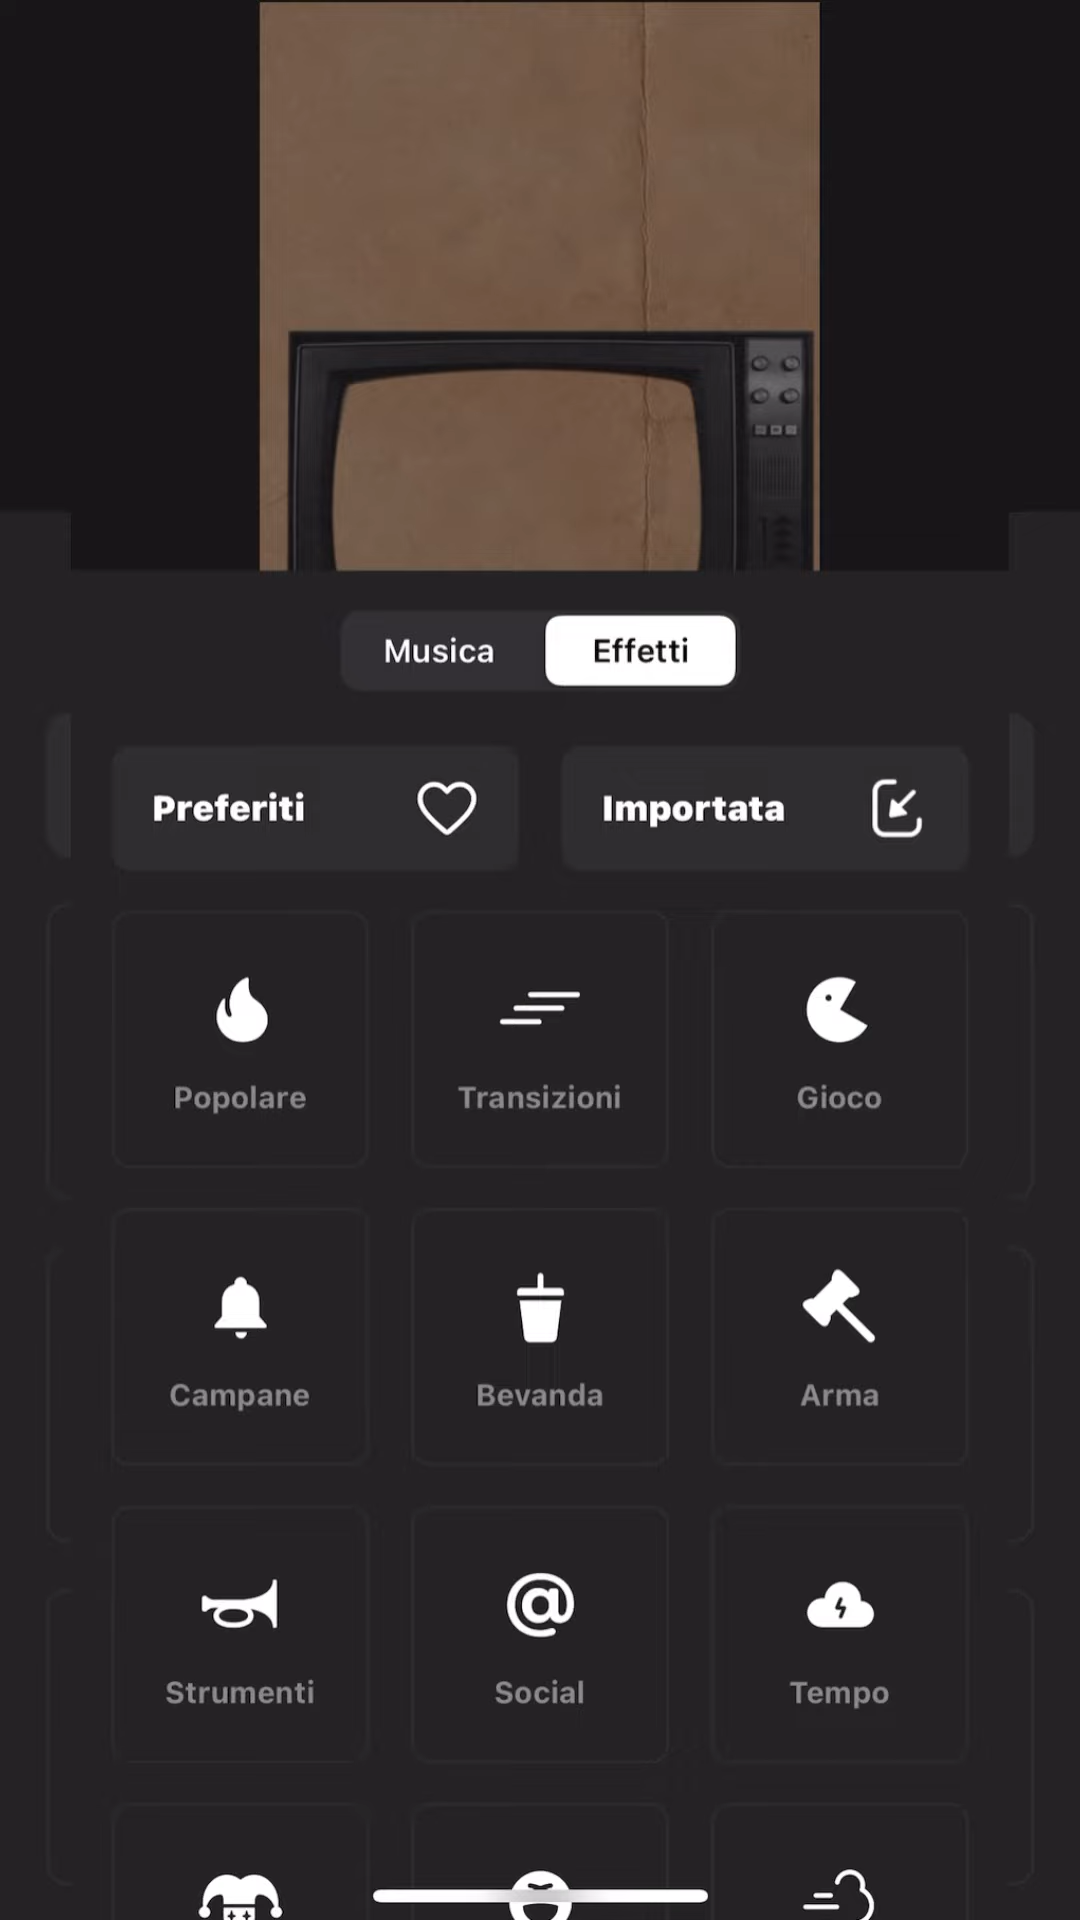 Musica
Effetti
Preferiti
Importata
Popolare
Transizioni
Gioco
Campane
Bevanda
Arma
Strumenti
Social
Tempo